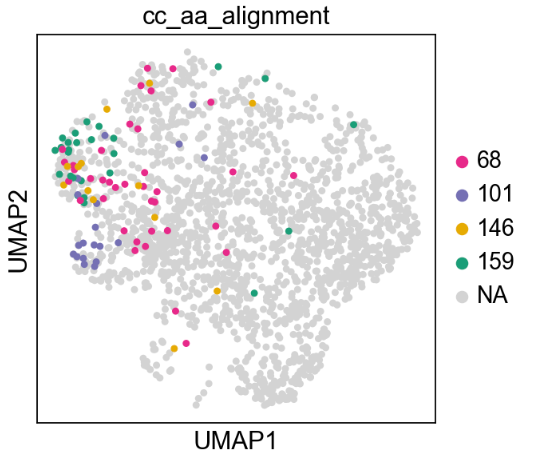 cc_aa_alignment
UMAP2
68
101
146
159
NA
UMAP1